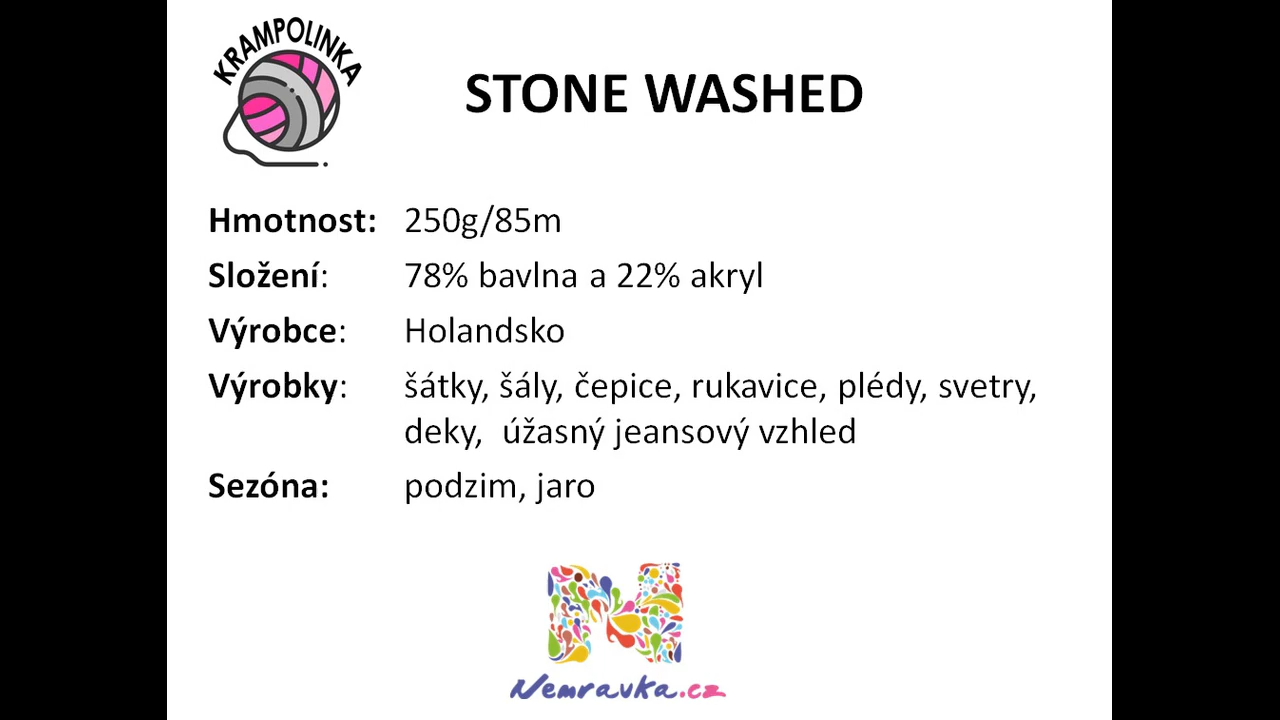 KRAMPOLINKA
STONE WASHED
Hmotnost: 250g/85m
Složení: 78% bavlna a 22% akryl
Výrobce: Holandsko
Výrobky: šátky, šály, čepice, rukavice, plédy, svetry,
deky, úžasný jeansový vzhled
Sezóna: podzim, jaro
N
Nemravka.cz